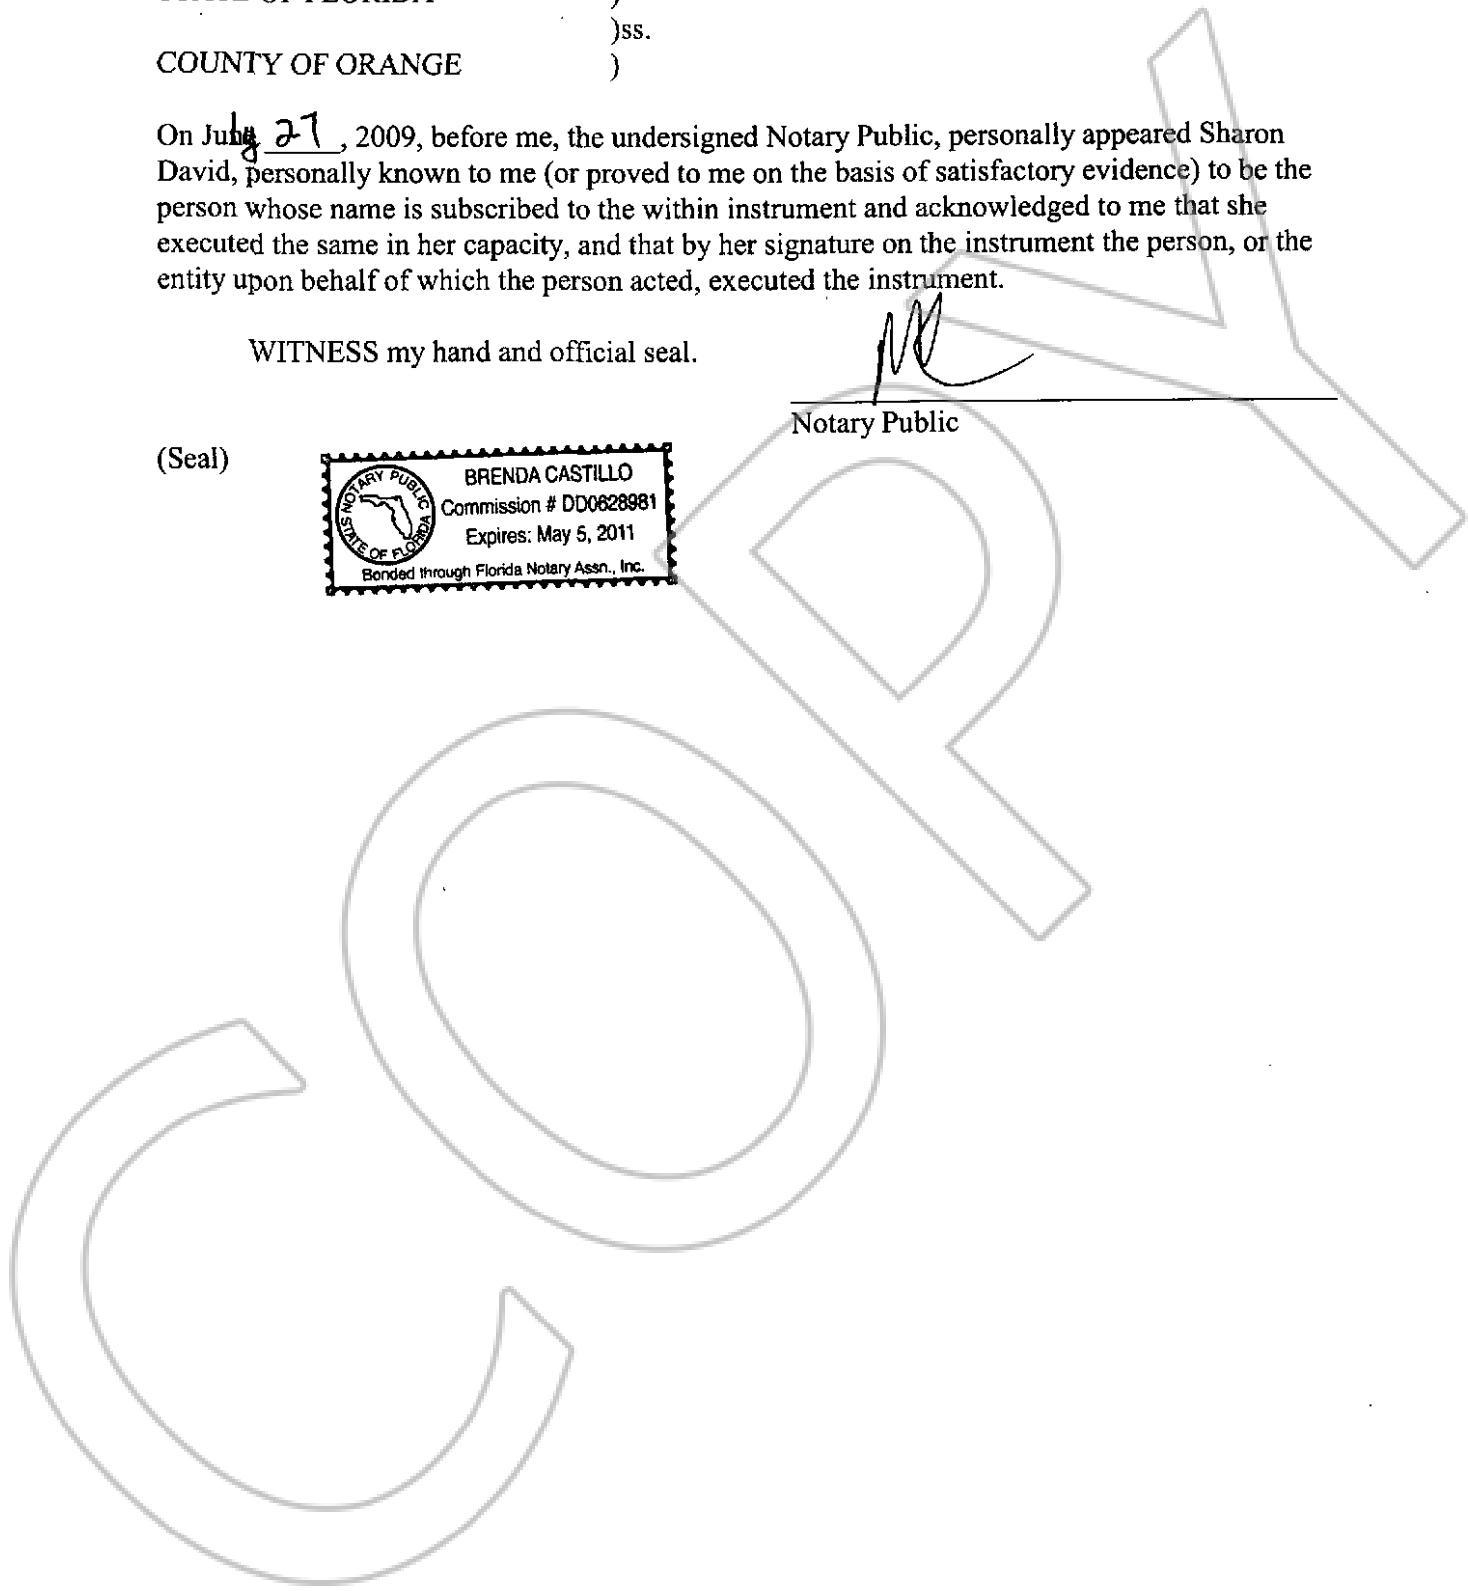 STATE OF FLORIDA )
)ss.
COUNTY OF ORANGE )
On July 27, 2009, before me, the undersigned Notary Public, personally appeared Sharon
David, personally known to me (or proved to me on the basis of satisfactory evidence) to be the
person whose name is subscribed to the within instrument and acknowledged to me that she
executed the same in her capacity, and that by her signature on the instrument the person, or the
entity upon behalf of which the person acted, executed the instrument.
WITNESS my hand and official seal.
Notary Public
(Seal)
NOTARY PUBLIC
STATE OF FLORIDA
BRENDA CASTILLO
Commission # DD0628981
Expires: May 5, 2011
Bonded through Florida Notary Assn., Inc.
COPY